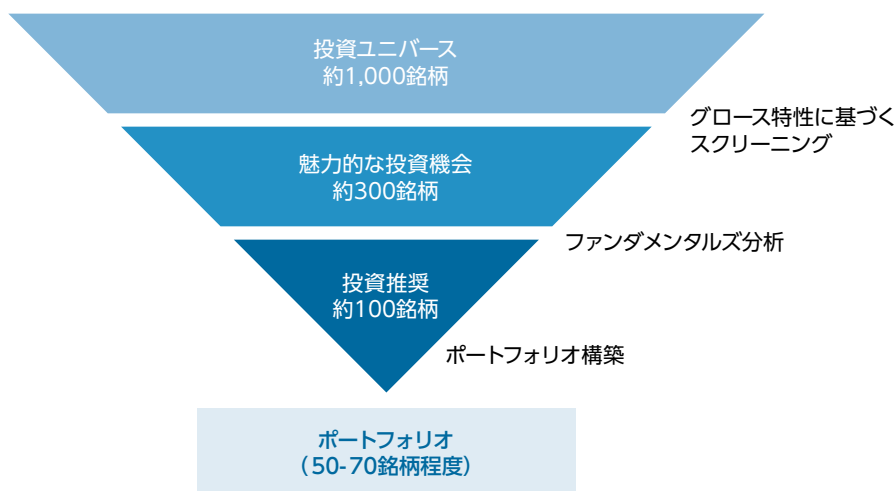 投資ユニバース
約1,000銘柄
グロース特性に基づく
スクリーニング
魅力的な投資機会
約300銘柄
ファンダメンタルズ分析
投資推奨
約100銘柄
ポートフォリオ構築
ポートフォリオ
（50-70銘柄程度）